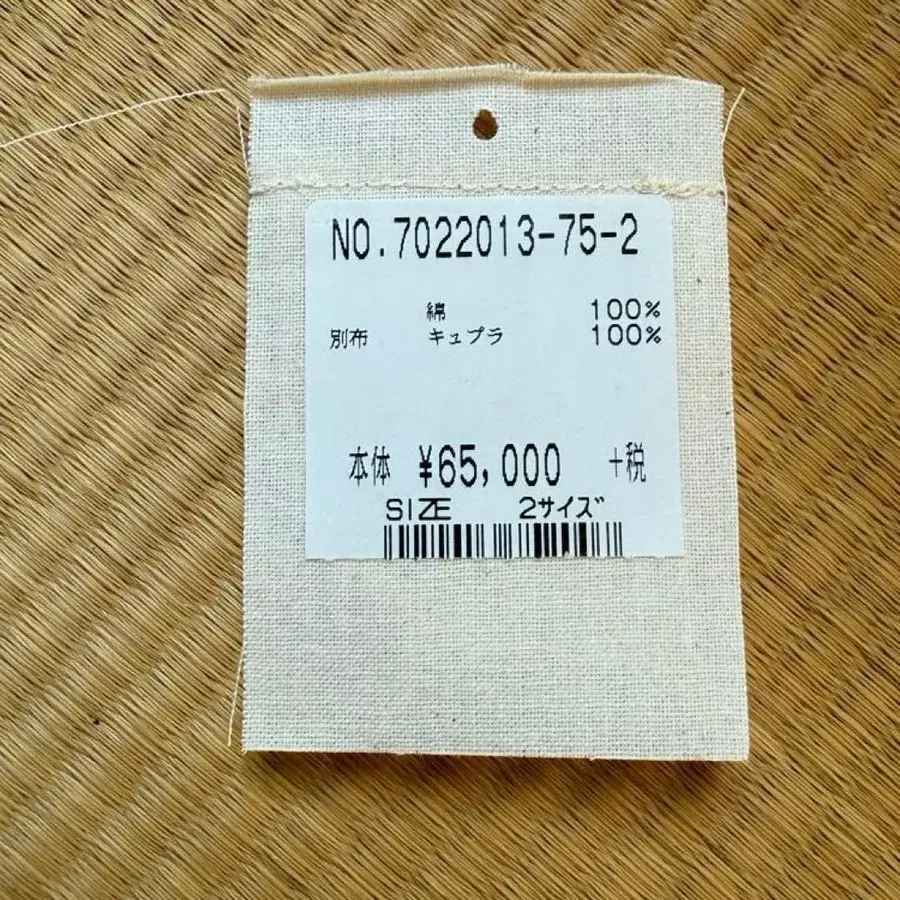 NO.7022013-75-2
綿 100%
別布 キュプラ 100%
本体 ¥65,000 +税
SIZE 2サイズ